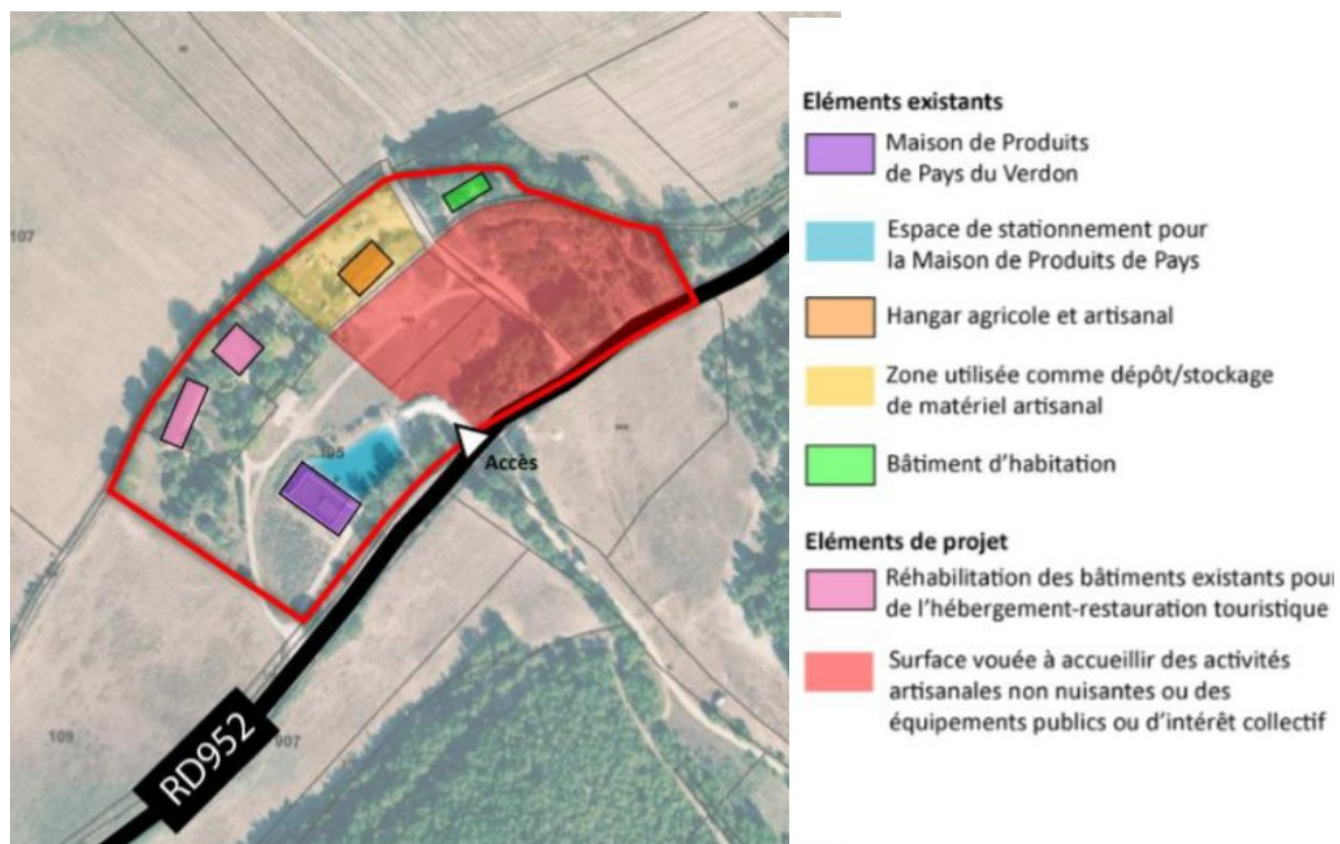 107
105
Accès
RD952
109
907
Eléments existants
Maison de Produits
de Pays du Verdon
Espace de stationnement pour
la Maison de Produits de Pays
Hangar agricole et artisanal
Zone utilisée comme dépôt/stockage
de matériel artisanal
Bâtiment d'habitation
Eléments de projet
Réhabilitation des bâtiments existants pour
de l'hébergement-restauration touristique
Surface vouée à accueillir des activités
artisanales non nuisantes ou des
équipements publics ou d'intérêt collectif